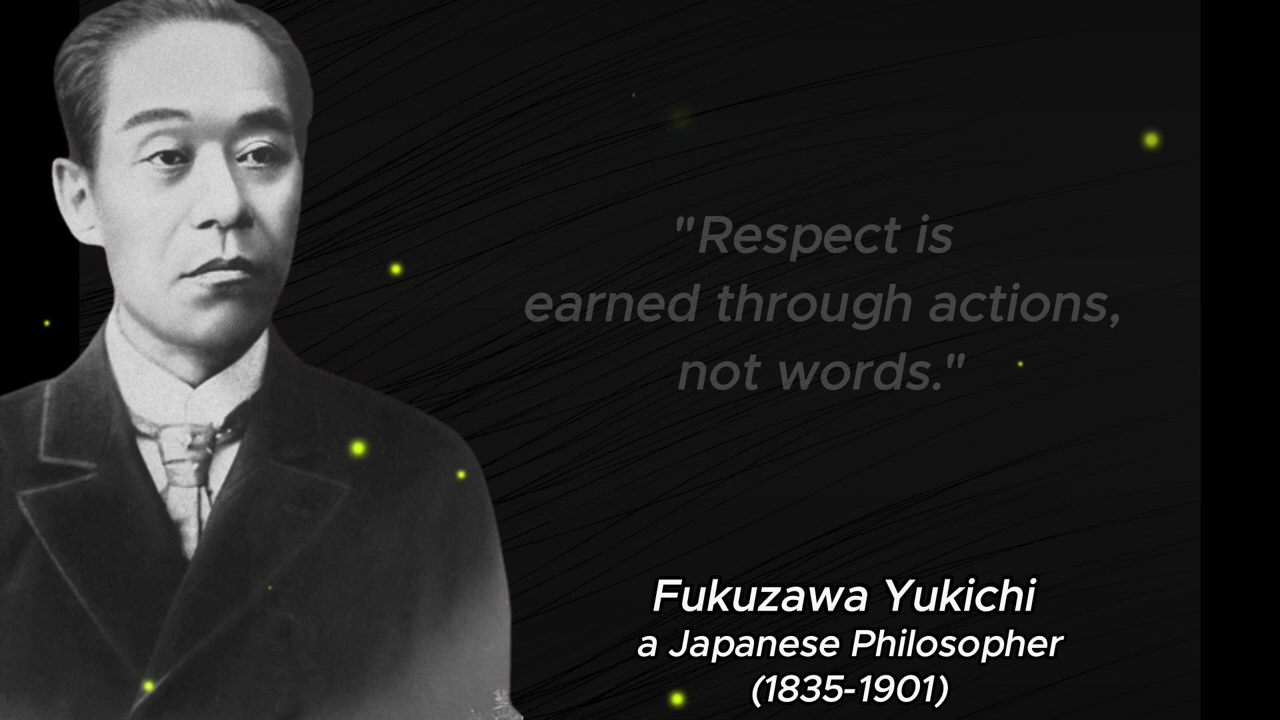 "Respect is
earned through actions,
not words."
Fukuzawa Yukichi
a Japanese Philosopher
(1835-1901)